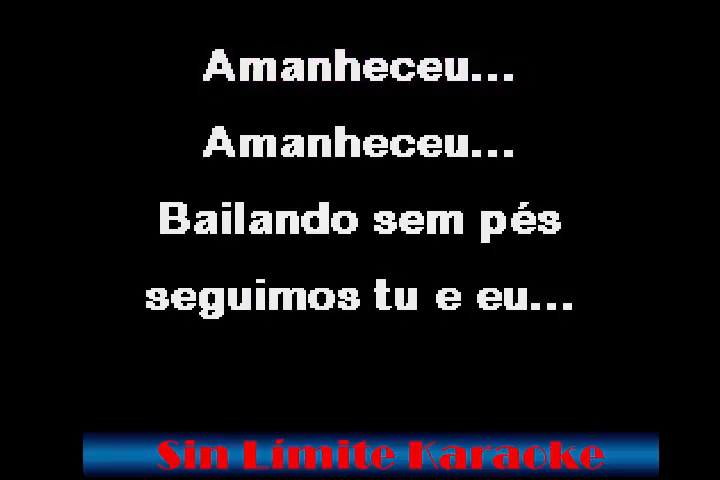 Amanheceu...
Amanheceu...
Bailando sem pés
seguimos tu e eu...
Sin Límite Karaoke